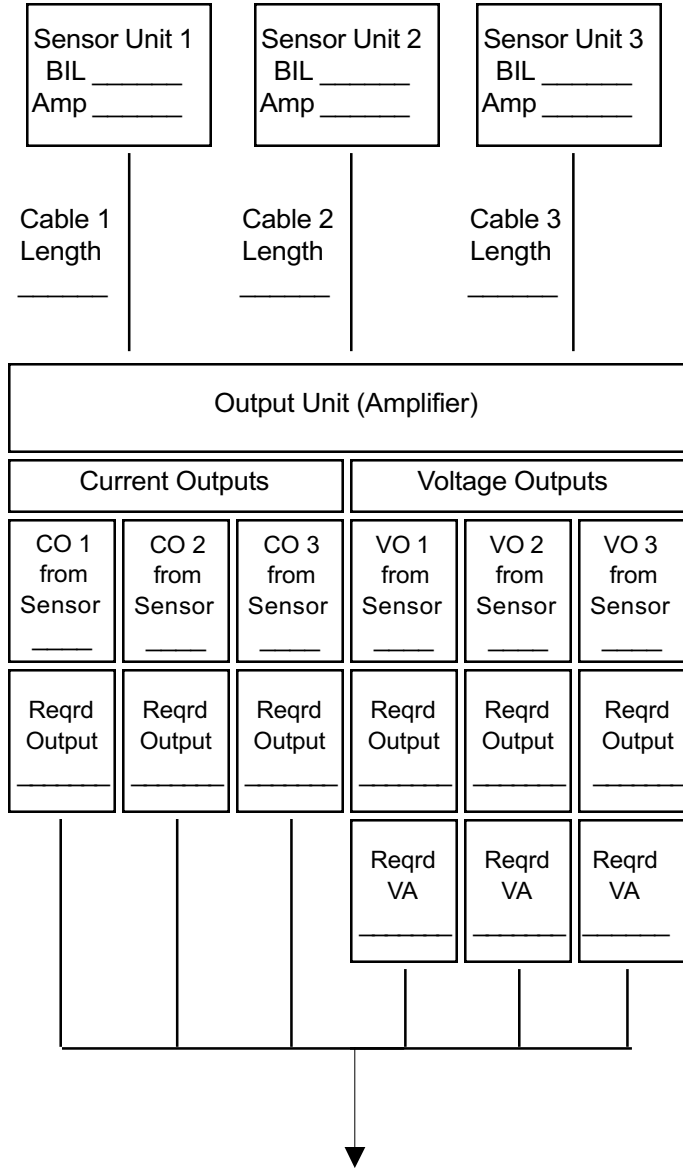 Sensor Unit 1
BIL ______
Amp ______
Sensor Unit 2
BIL ______
Amp ______
Sensor Unit 3
BIL ______
Amp ______
Cable 1
Length
______
Cable 2
Length
______
Cable 3
Length
______
Output Unit (Amplifier)
Current Outputs
Voltage Outputs
CO 1
from
Sensor
____
CO 2
from
Sensor
____
CO 3
from
Sensor
____
VO 1
from
Sensor
____
VO 2
from
Sensor
____
VO 3
from
Sensor
____
Reqrd
Output
______
Reqrd
Output
______
Reqrd
Output
______
Reqrd
Output
______
Reqrd
Output
______
Reqrd
Output
______
Reqrd
VA
______
Reqrd
VA
______
Reqrd
VA
______